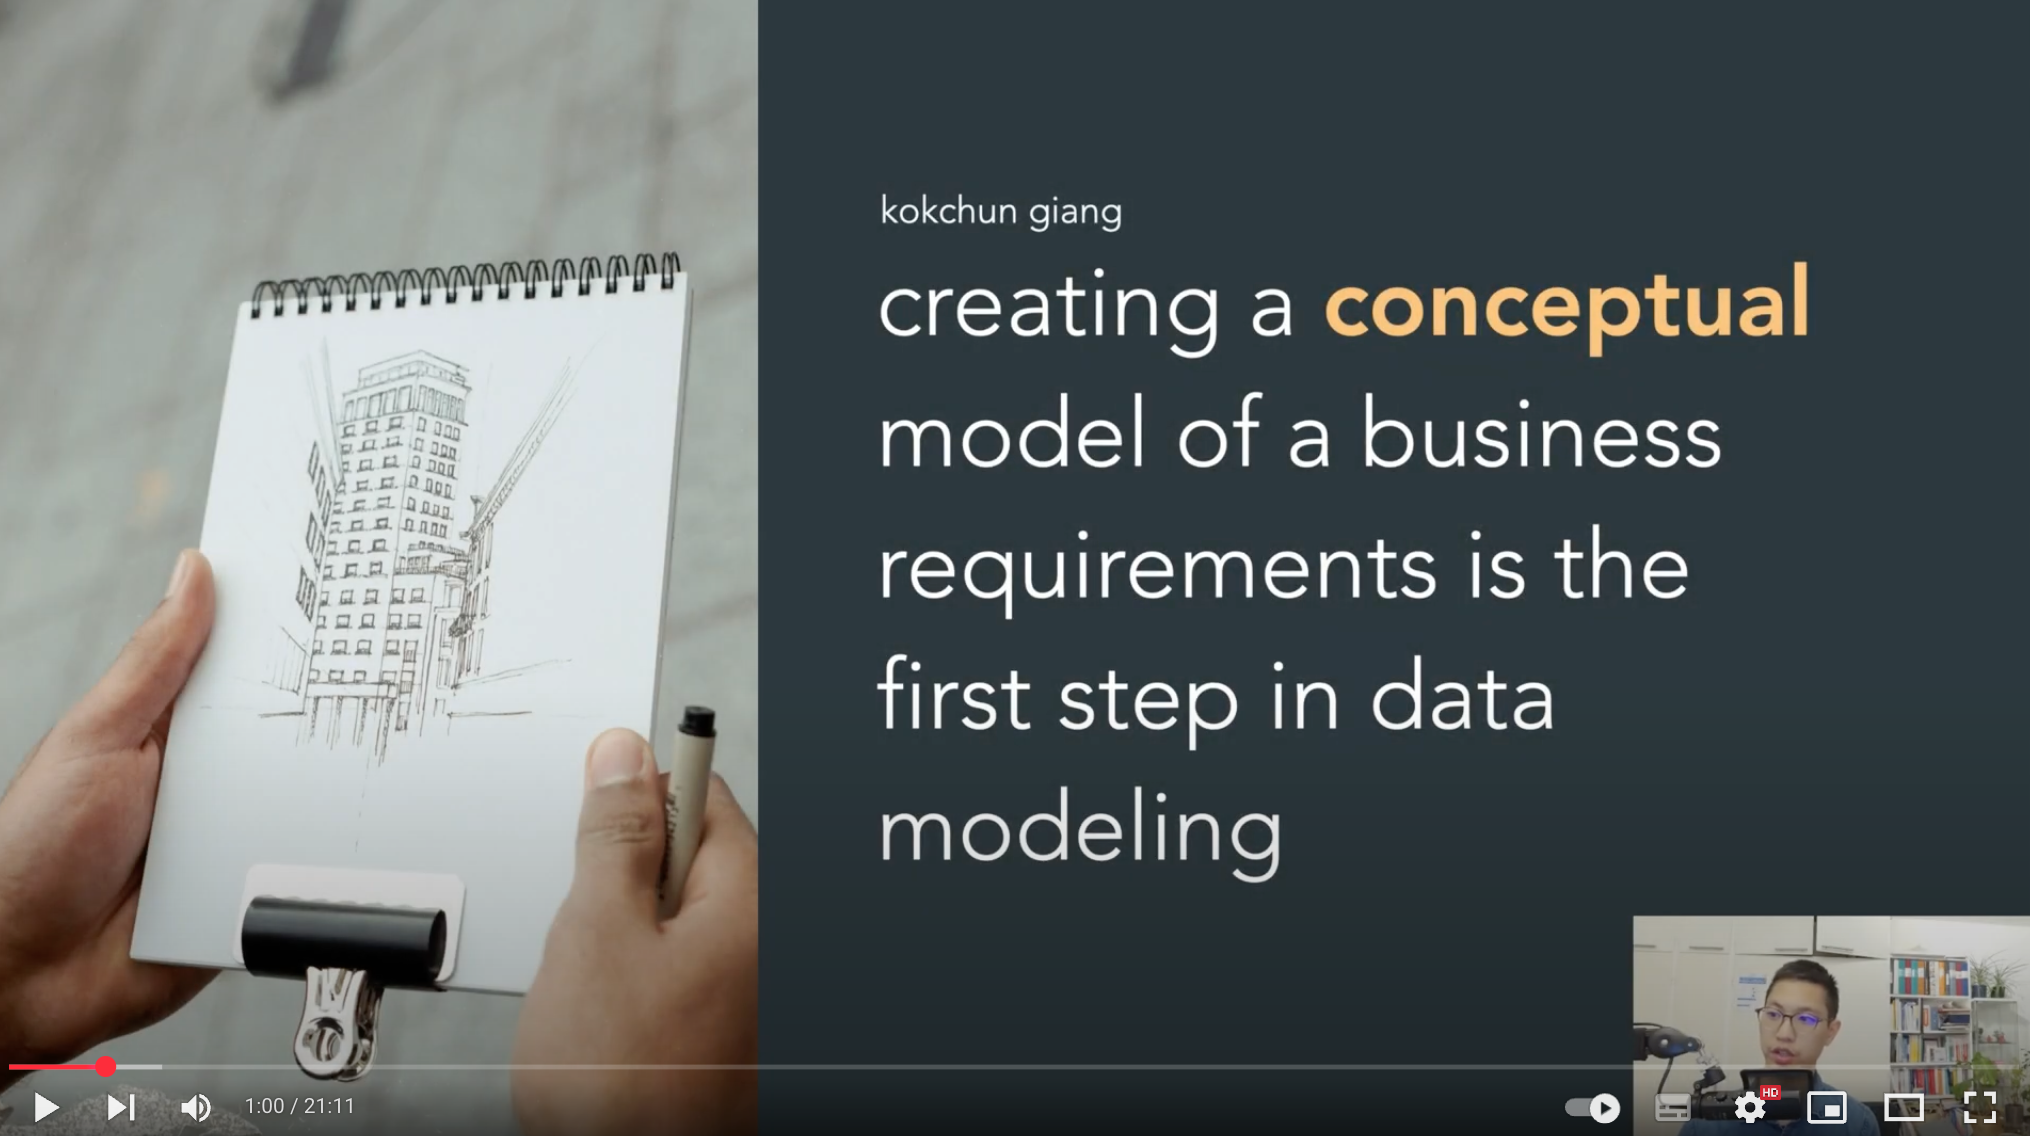 kokchun giang
creating a conceptual
model of a business
requirements is the
first step in data
modeling
1:00 / 21:11
HD